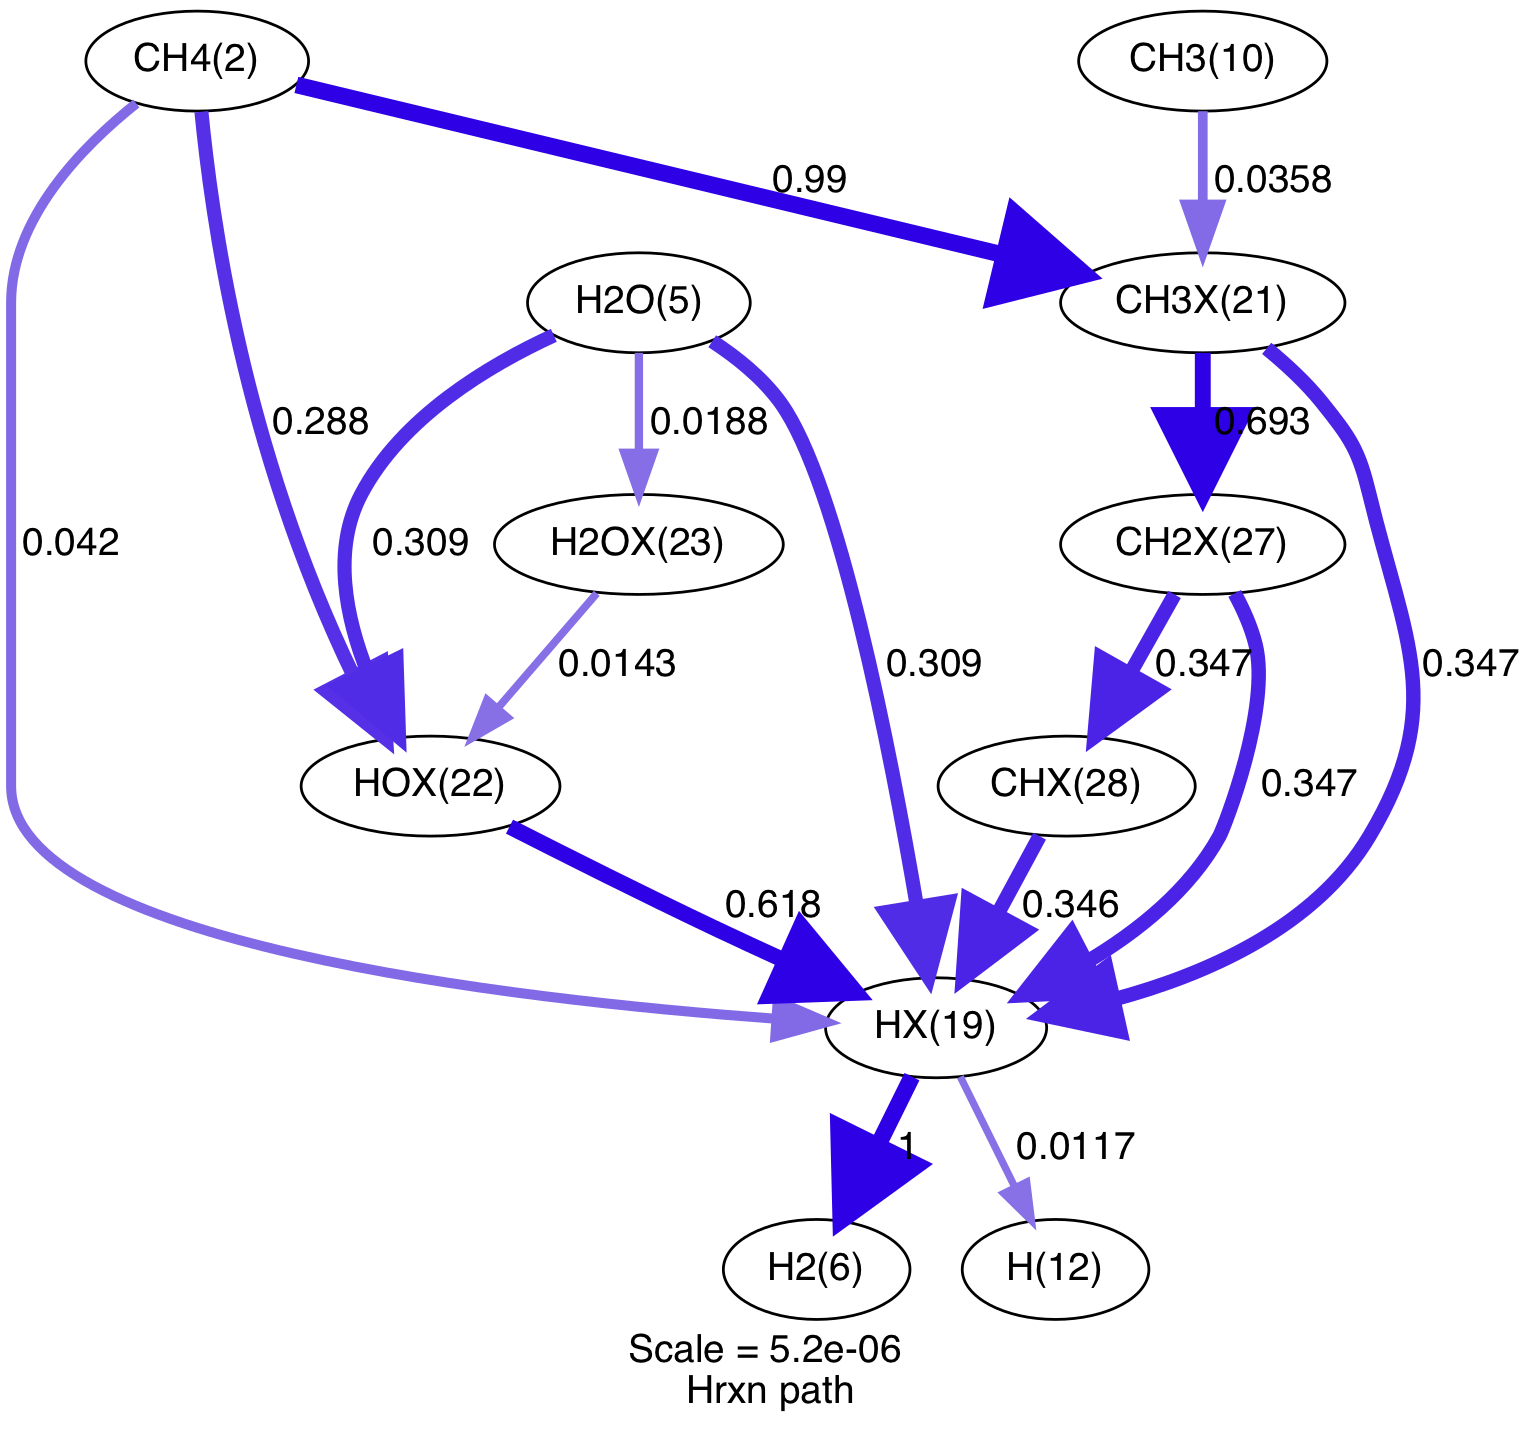 CH4(2)
CH3(10)
0.99
0.0358
H2O(5)
CH3X(21)
0.288
0.0188
0.693
0.042
0.309
H2OX(23)
CH2X(27)
0.0143
0.309
0.347
0.347
HOX(22)
CHX(28)
0.347
0.618
0.346
HX(19)
1
0.0117
H2(6)
H(12)
Scale = 5.2e-06
Hrxn path